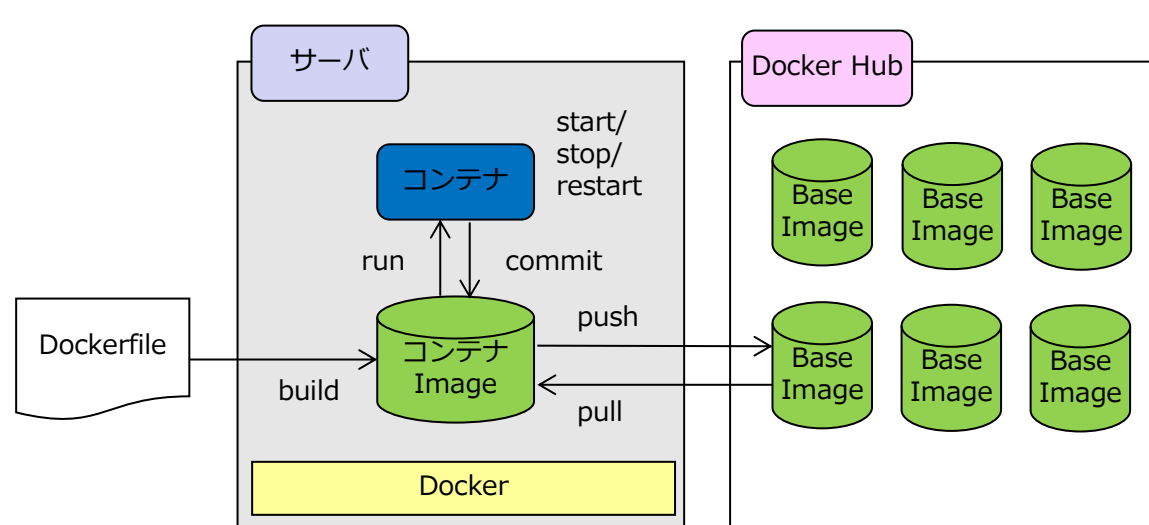 サーバ
Docker Hub
start/
stop/
restart
コンテナ
run
commit
Base
Image
Base
Image
Base
Image
Dockerfile
build
コンテナ
Image
push
pull
Base
Image
Base
Image
Base
Image
Docker